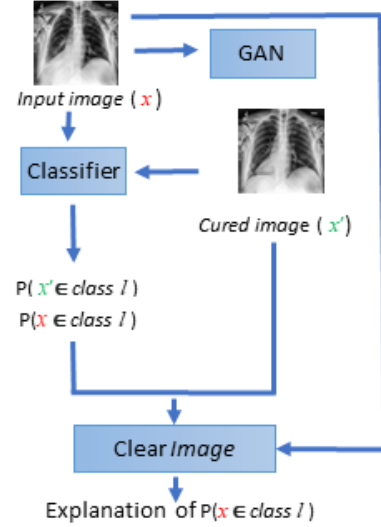 GAN
Input image ( x )
Classifier
Cured image ( x′)
P( x′ ∈ class l )
P(x ∈ class l )
Clear Image
Explanation of P(x ∈ class l )